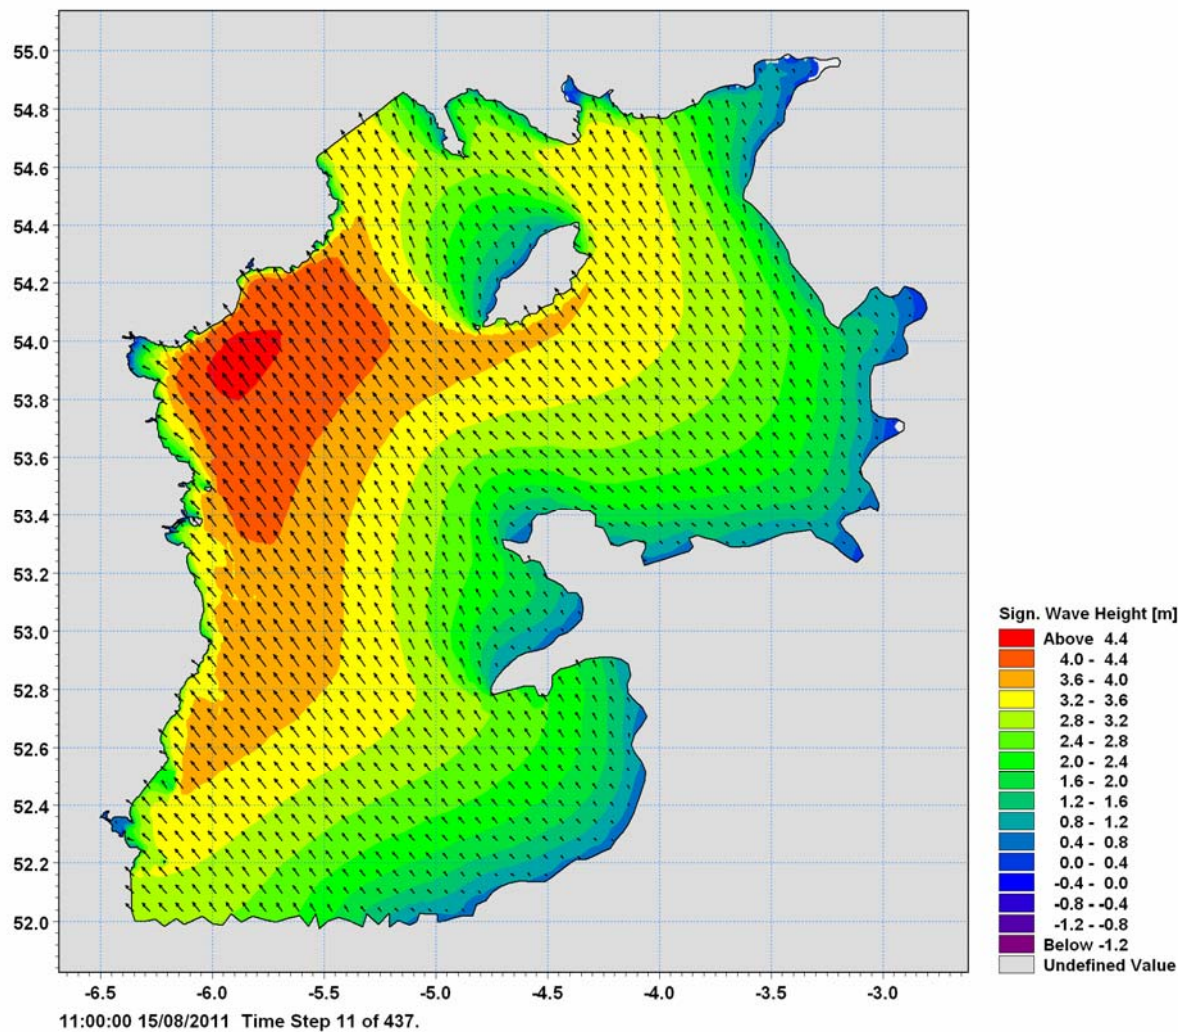 55.0
54.8
54.6
54.4
54.2
54.0
53.8
53.6
53.4
53.2
53.0
52.8
52.6
52.4
52.2
52.0
-6.5 -6.0 -5.5 -5.0 -4.5 -4.0 -3.5 -3.0
11:00:00 15/08/2011 Time Step 11 of 437.
Sign. Wave Height [m]
Above 4.4
4.0 - 4.4
3.6 - 4.0
3.2 - 3.6
2.8 - 3.2
2.4 - 2.8
2.0 - 2.4
1.6 - 2.0
1.2 - 1.6
0.8 - 1.2
0.4 - 0.8
0.0 - 0.4
-0.4 - 0.0
-0.8 - -0.4
-1.2 - -0.8
Below -1.2
Undefined Value